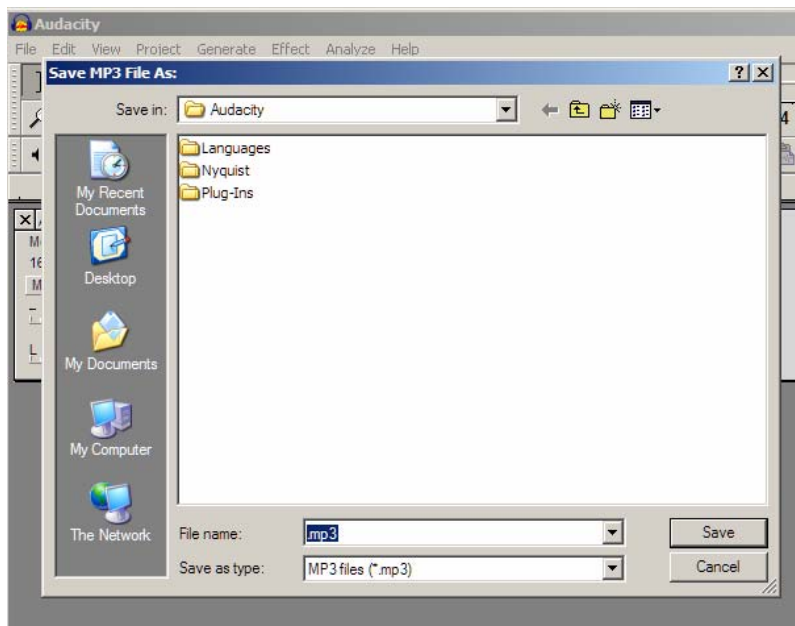 Audacity
File Edit View Project Generate Effect Analyze Help
Save MP3 File As:
Save in: Audacity
4
Languages
Nyquist
Plug-Ins
My Recent
Documents
Desktop
My Documents
My Computer
The Network
M
16
M
L
File name: .mp3
Save
Save as type: MP3 files (*.mp3)
Cancel